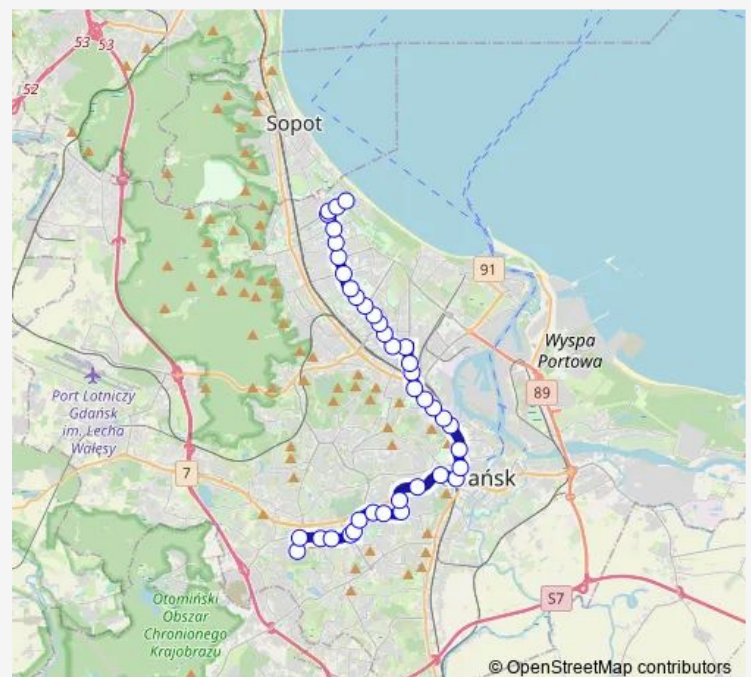 53
53
52
Sopot
91
Wyspa
Portowa
Port Lotniczy
Gdańsk
im. Lecha
Wałęsy
89
7
ańsk
Otomiński
Obszar
Chronionego
Krajobrazu
S7
© OpenStreetMap contributors